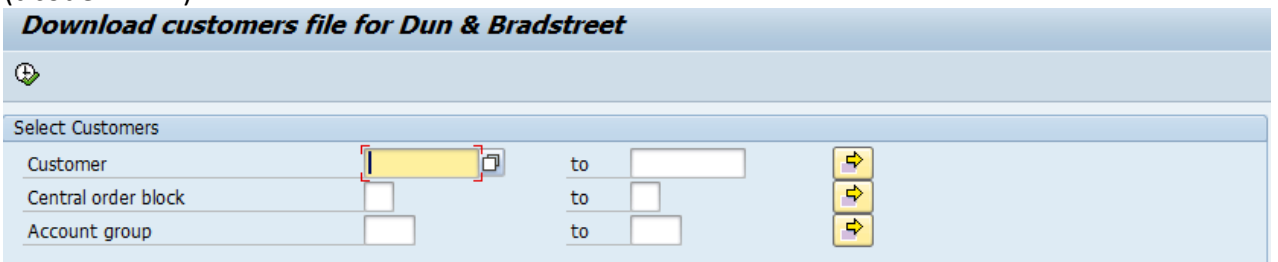 Download customers file for Dun & Bradstreet
Select Customers
Customer to
Central order block to
Account group to